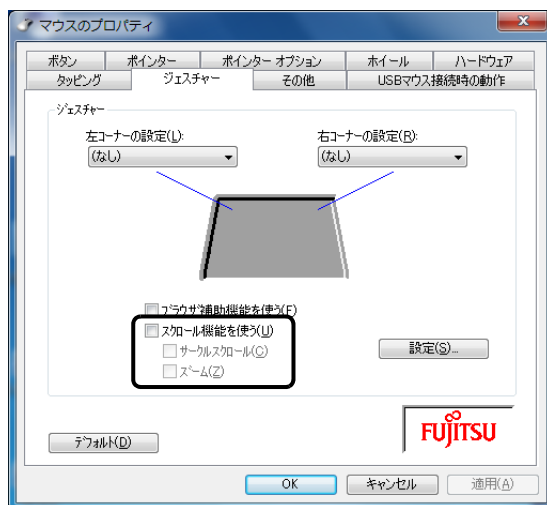 マウスのプロパティ
ボタン ポインター ポインター オプション ホイール ハードウェア
タッピング ジェスチャー その他 USBマウス接続時の動作
ジェスチャー
左コーナーの設定(L): 右コーナーの設定(R):
(なし) (なし)
ブラウザ補助機能を使う(F)
スクロール機能を使う(U)
サークルスクロール(C) 設定(S)...
ズーム(Z)
FUJITSU
デフォルト(D)
OK キャンセル 適用(A)